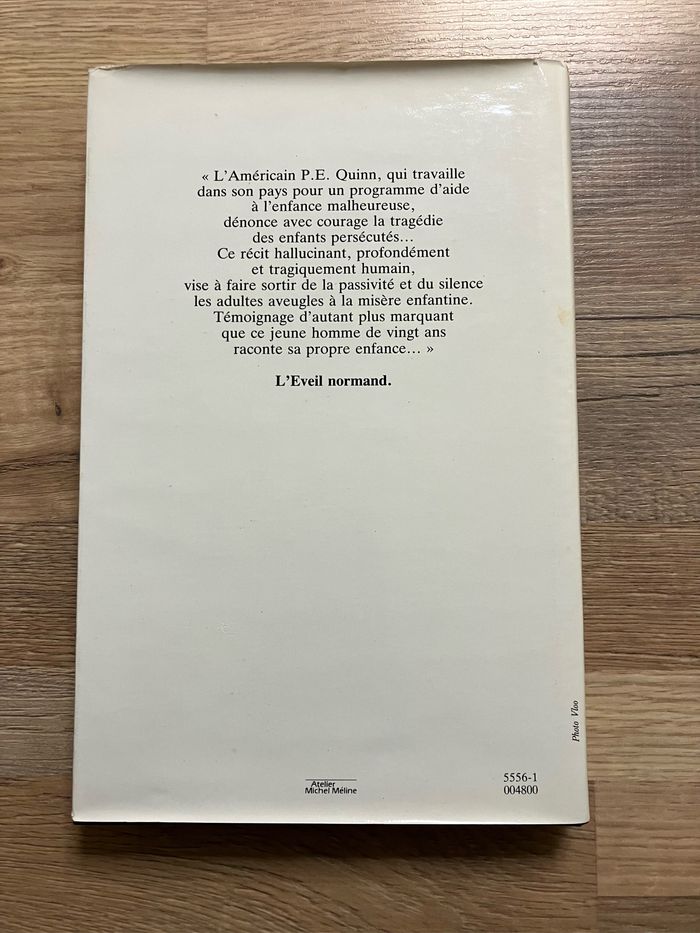 « L'Américain P.E. Quinn, qui travaille
dans son pays pour un programme d'aide
à l'enfance malheureuse,
dénonce avec courage la tragédie
des enfants persécutés...
Ce récit hallucinant, profondément
et tragiquement humain,
vise à faire sortir de la passivité et du silence
les adultes aveugles à la misère enfantine.
Témoignage d'autant plus marquant
que ce jeune homme de vingt ans
raconte sa propre enfance... »
L'Eveil normand.
Photo Vloo
Atelier
Michel Méline
5556-1
004800